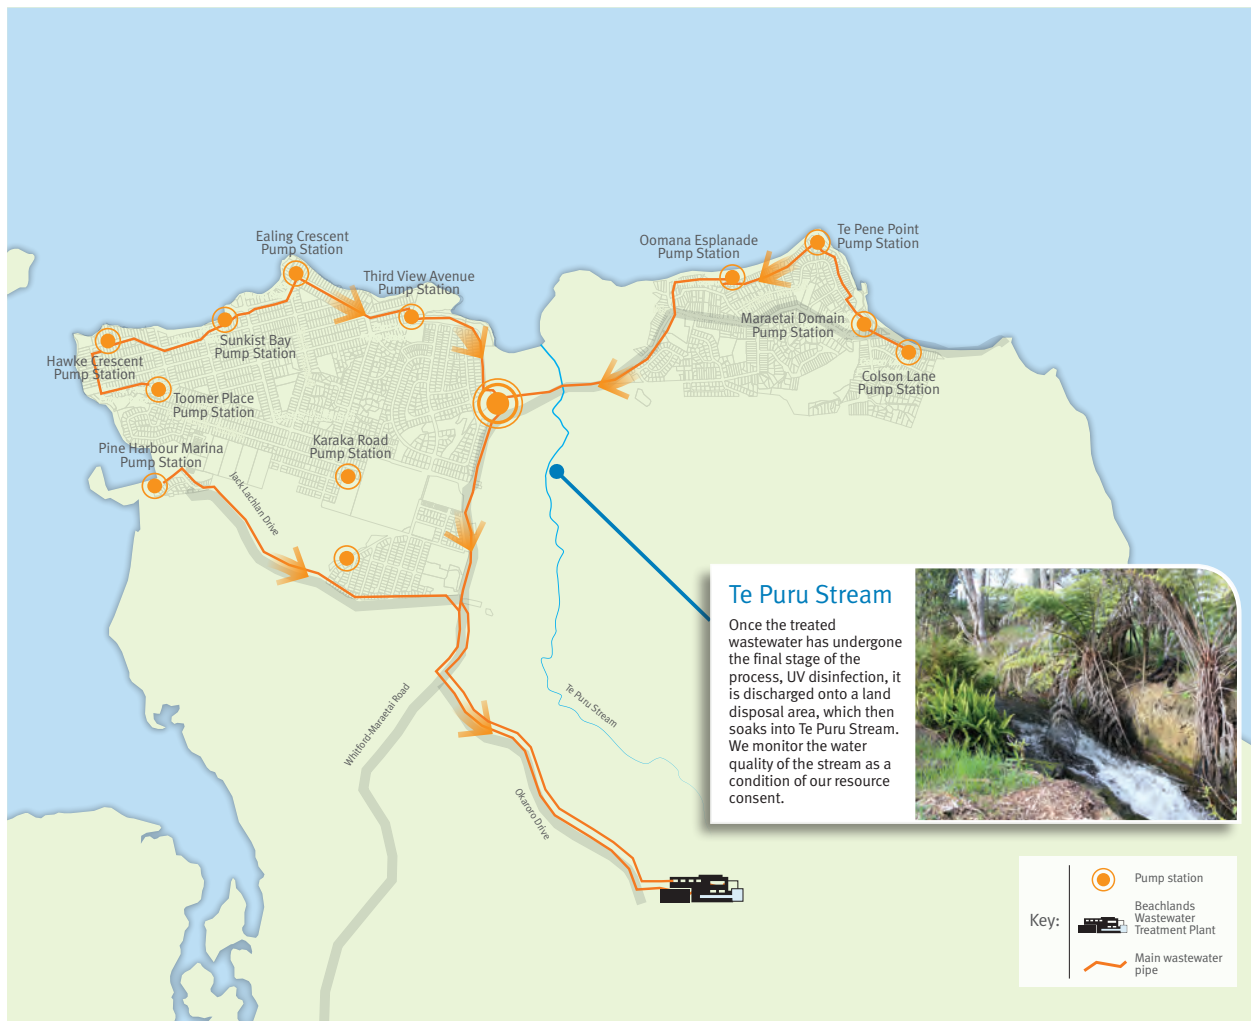 Ealing Crescent
Pump Station
Third View Avenue
Pump Station
Oomana Esplanade
Pump Station
Te Pene Point
Pump Station
Maraetai Domain
Pump Station
Colson Lane
Pump Station
Sunkist Bay
Pump Station
Hawke Crescent
Pump Station
Toomer Place
Pump Station
Pine Harbour Marina
Pump Station
Karaka Road
Pump Station
Jack Lachlan Drive
Whitford-Maraetai Road
Okaroro Drive
Te Puru Stream
Te Puru Stream
Once the treated
wastewater has undergone
the final stage of the
process, UV disinfection, it
is discharged onto a land
disposal area, which then
soaks into Te Puru Stream.
We monitor the water
quality of the stream as a
condition of our resource
consent.
Key:
Pump station
Beachlands
Wastewater
Treatment Plant
Main wastewater
pipe